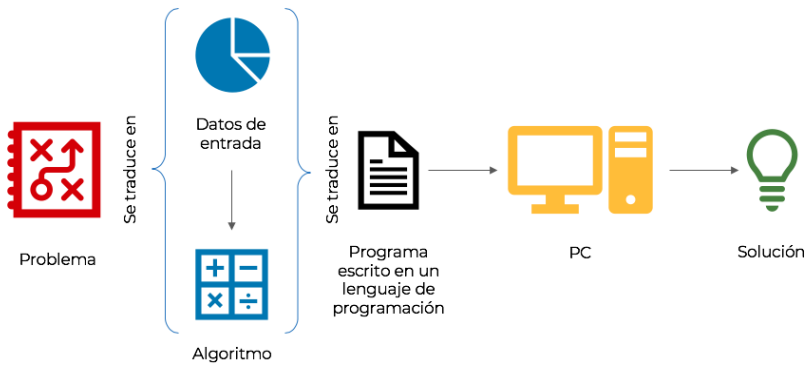 Problema
Se traduce en
Datos de
entrada
Algoritmo
Se traduce en
Programa
escrito en un
lenguaje de
programación
PC
Solución